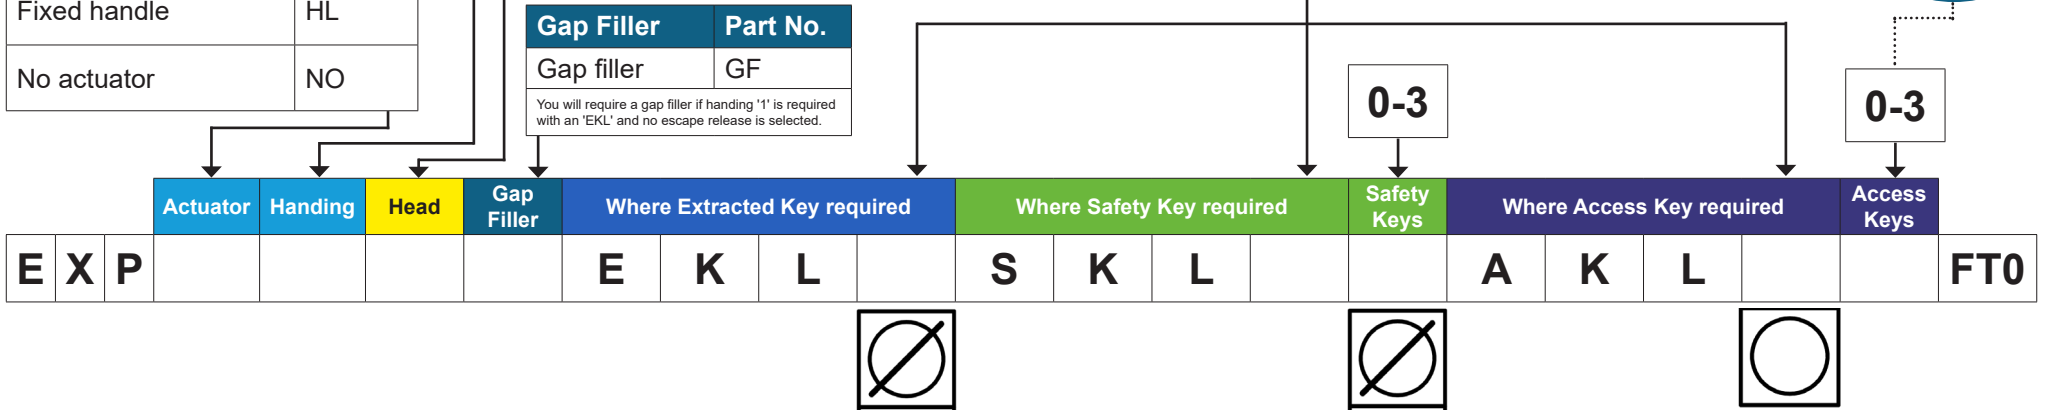 Fixed handle HL
No actuator NO
Gap Filler Part No.
Gap filler GF
You will require a gap filler if handing '1' is required
with an 'EKL' and no escape release is selected.
0-3
0-3
Actuator Handing Head Gap Filler Where Extracted Key required Where Safety Key required Safety Keys Where Access Key required Access Keys
E X P E K L S K L A K L FT0